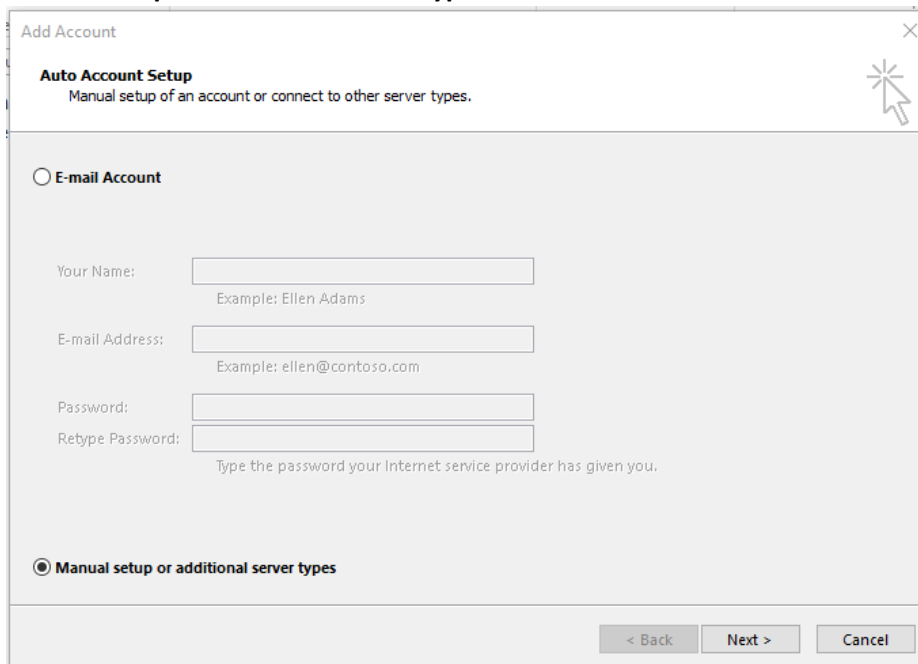 Add Account
Auto Account Setup
Manual setup of an account or connect to other server types.
E-mail Account
Your Name:
Example: Ellen Adams
E-mail Address:
Example: ellen@contoso.com
Password:
Retype Password:
Type the password your Internet service provider has given you.
Manual setup or additional server types
< Back Next > Cancel